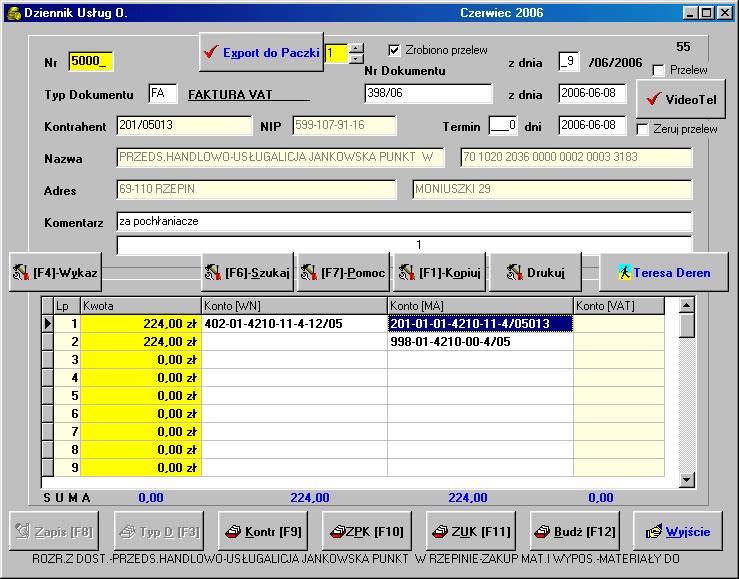 Dziennik Usług O. Czerwiec 2006
Nr 5000_ Export do Paczki 1 Zrobiono przelew z dnia _9 /06/2006 55
Przelew
Nr Dokumentu
Typ Dokumentu FA FAKTURA VAT 398/06 z dnia 2006-06-08 VideoTel
Kontrahent 201/05013 NIP 599-107-91-16 Termin ___0 dni 2006-06-08 Zeruj przelew
Nazwa PRZEDS.HANDLOWO-USŁUGALICJA JANKOWSKA PUNKT W 70 1020 2036 0000 0002 0003 3183
Adres 69-110 RZEPIN MONIUSZKI 29
Komentarz za pochłaniacze
1
[F4]-Wykaz [F6]-Szukaj [F7]-Pomoc [F1]-Kopiuj Drukuj Teresa Deren
Lp Kwota Konto [WN] Konto [MA] Konto [VAT]
1 224,00 zł 402-01-4210-11-4-12/05 201-01-01-4210-11-4/05013
2 224,00 zł 998-01-4210-00-4/05
3 0,00 zł
4 0,00 zł
5 0,00 zł
6 0,00 zł
7 0,00 zł
8 0,00 zł
9 0,00 zł
S U M A 0,00 224,00 224,00 0,00
Zapis [F8] Typ D [F3] Kontr [F9] ZPK [F10] ZUK [F11] Budż [F12] Wyjście
ROZR.Z DOST.-PRZEDS.HANDLOWO-USŁUGALICJA JANKOWSKA PUNKT W RZEPINIE-ZAKUP MAT.I WYPOS.-MATERIAŁY DO